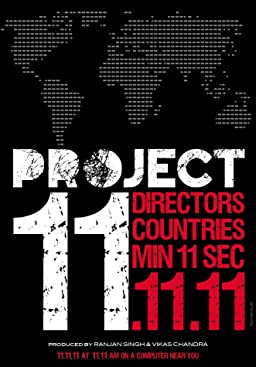 PROJECT
11 DIRECTORS
COUNTRIES
MIN 11 SEC
.11.11
PRODUCED BY RANJAN SINGH & VIKAS CHANDRA
11.11.11 AT 11.11 AM ON A COMPUTER NEAR YOU